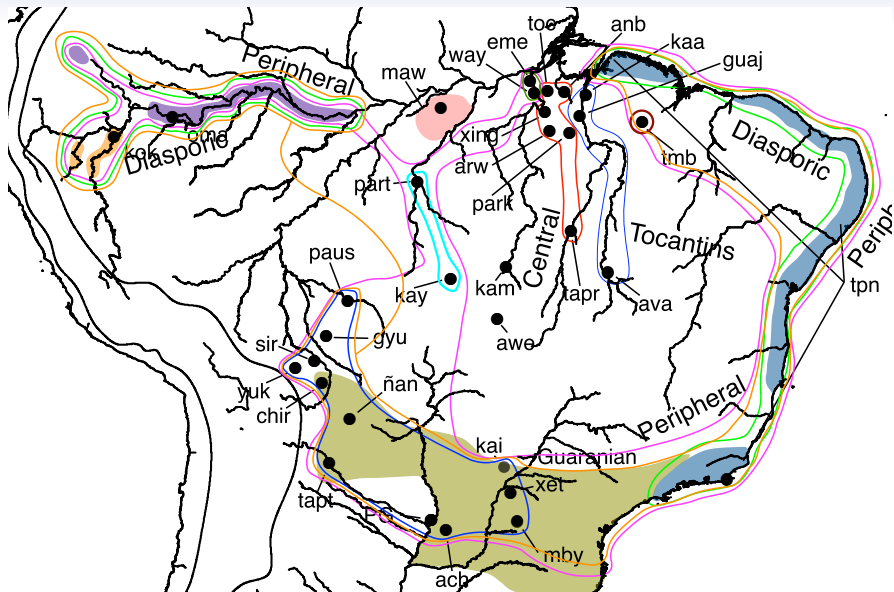 toc
anb
eme
kaa
way
guaj
Peripheral
maw
xing
oma
kok
Diasporic
arw
tmb
Diasporic
part
park
Periph
Central
Tocantins
paus
kay
kam
tapr
ava
tpn
sir
gyu
awe
yuk
ñan
chir
Peripheral
kai
Guaranian
xet
tapt
PG
mby
ach